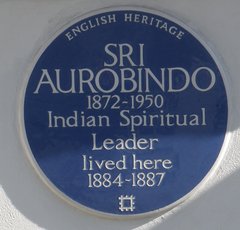 ENGLISH HERITAGE
SRI
AUROBINDO
1872-1950
Indian Spiritual
Leader
lived here
1884-1887